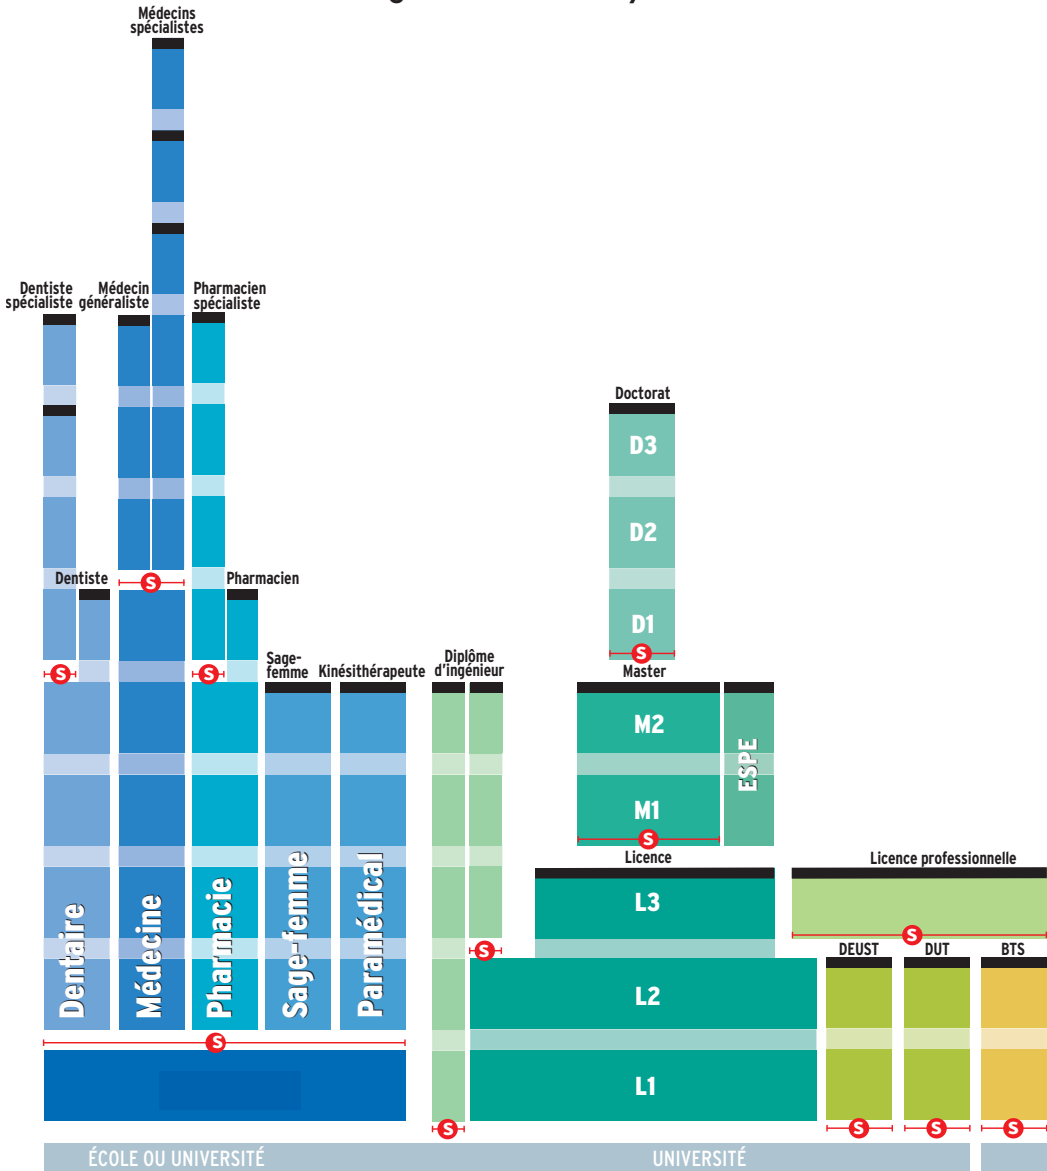 Médecins
spécialistes
Dentiste
spécialiste
Médecin
généraliste
Pharmacien
spécialiste
Doctorat
D3
D2
D1
S
Dentiste
S
Pharmacien
S
S
Sage-
femme
Kinésithérapeute
Diplôme
d'ingénieur
Master
M2
M1
S
ESPE
Licence
L3
Licence professionnelle
S
S
DEUST
DUT
BTS
Dentaire
Médecine
Pharmacie
Sage-femme
Paramédical
L2
L1
S
S
S
S
S
ÉCOLE OU UNIVERSITÉ
UNIVERSITÉ